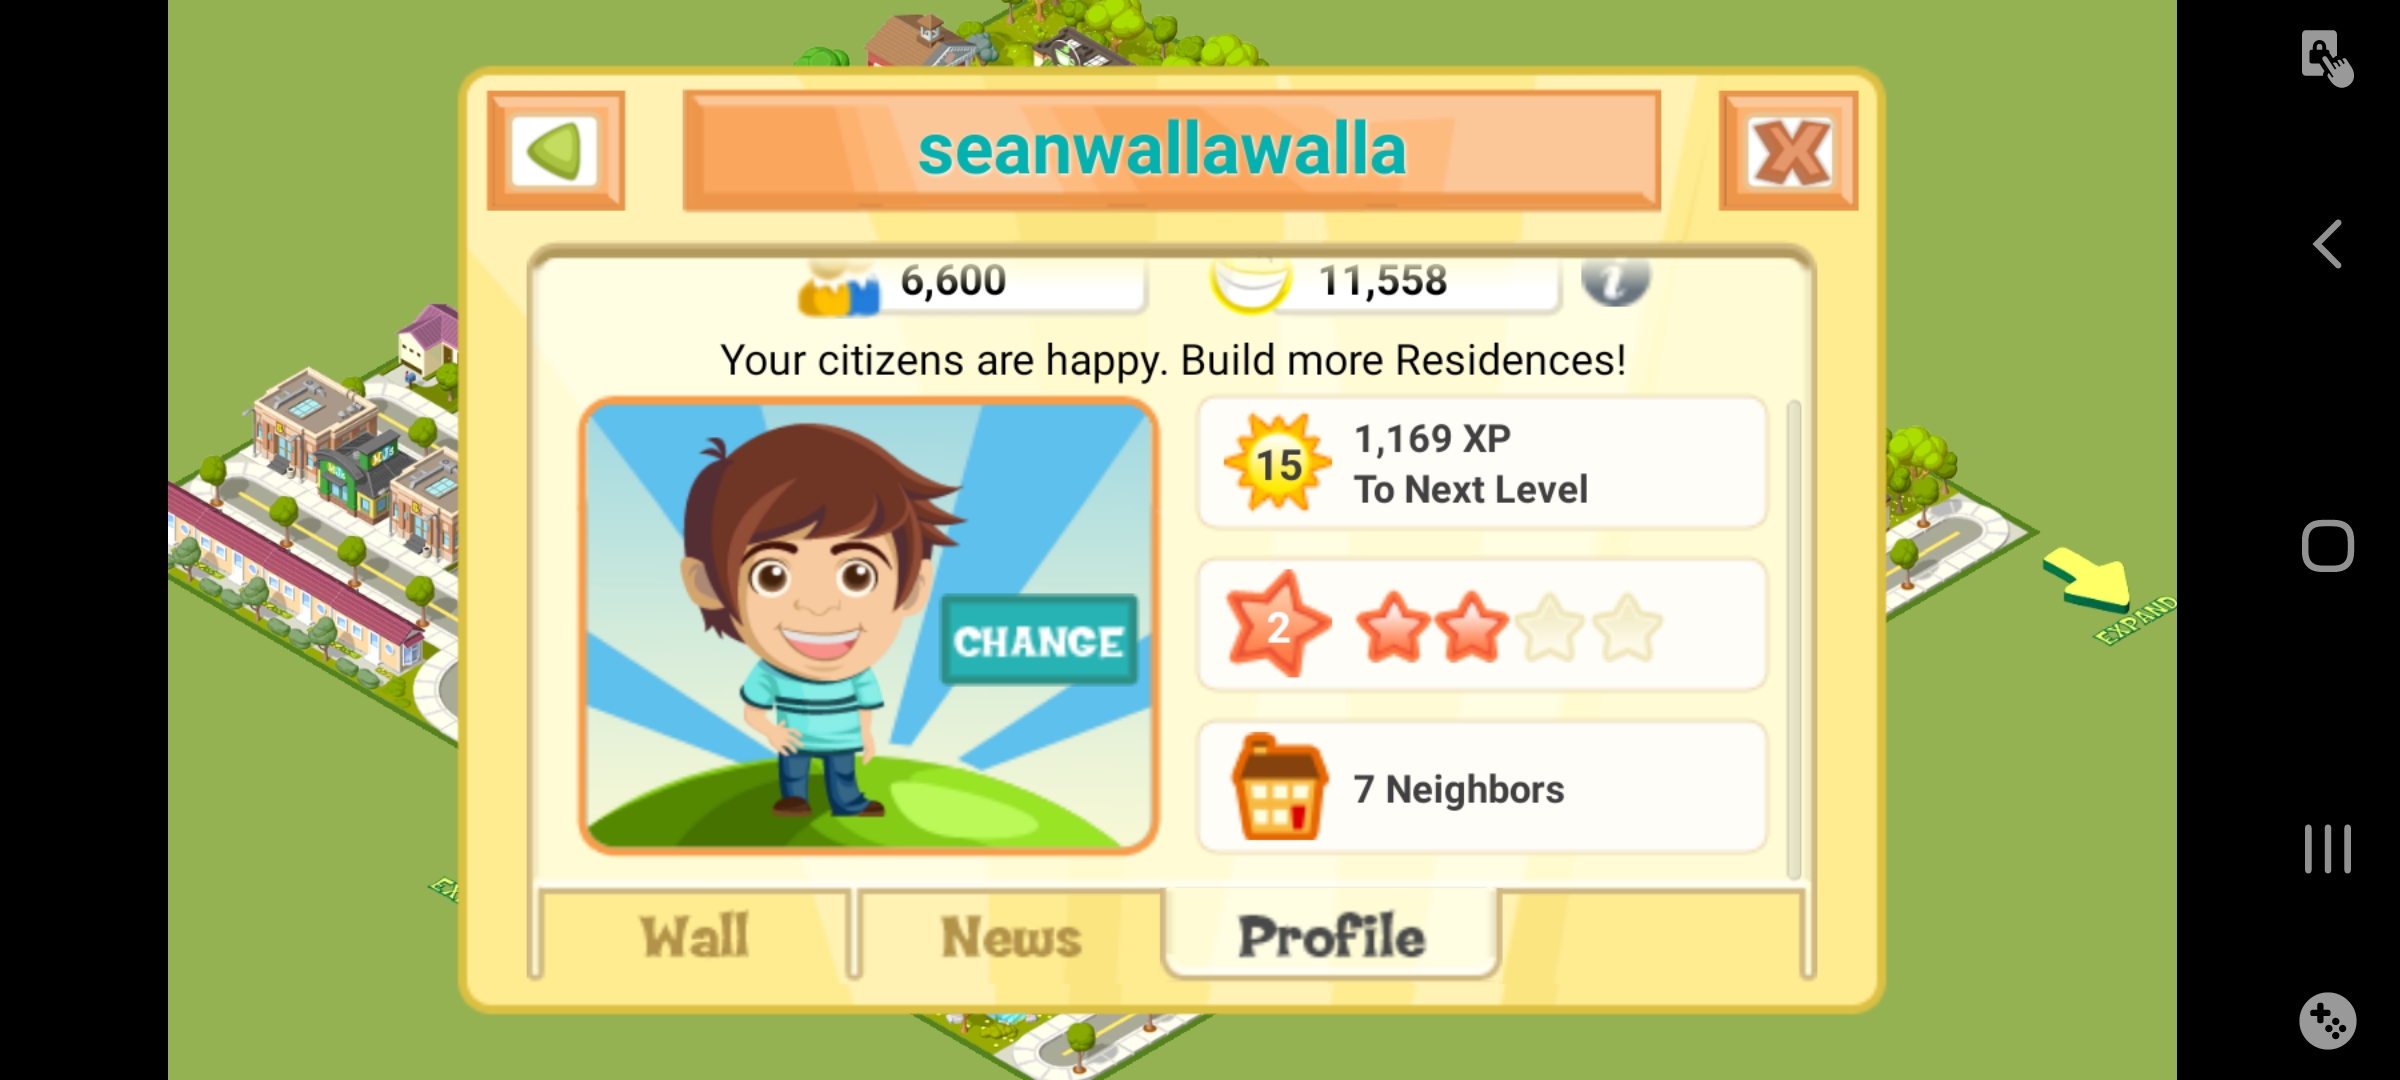 seanwallawalla
6,600
11,558
i
Your citizens are happy. Build more Residences!
15
1,169 XP
To Next Level
CHANGE
2
7 Neighbors
EXPAND
Wall
News
Profile